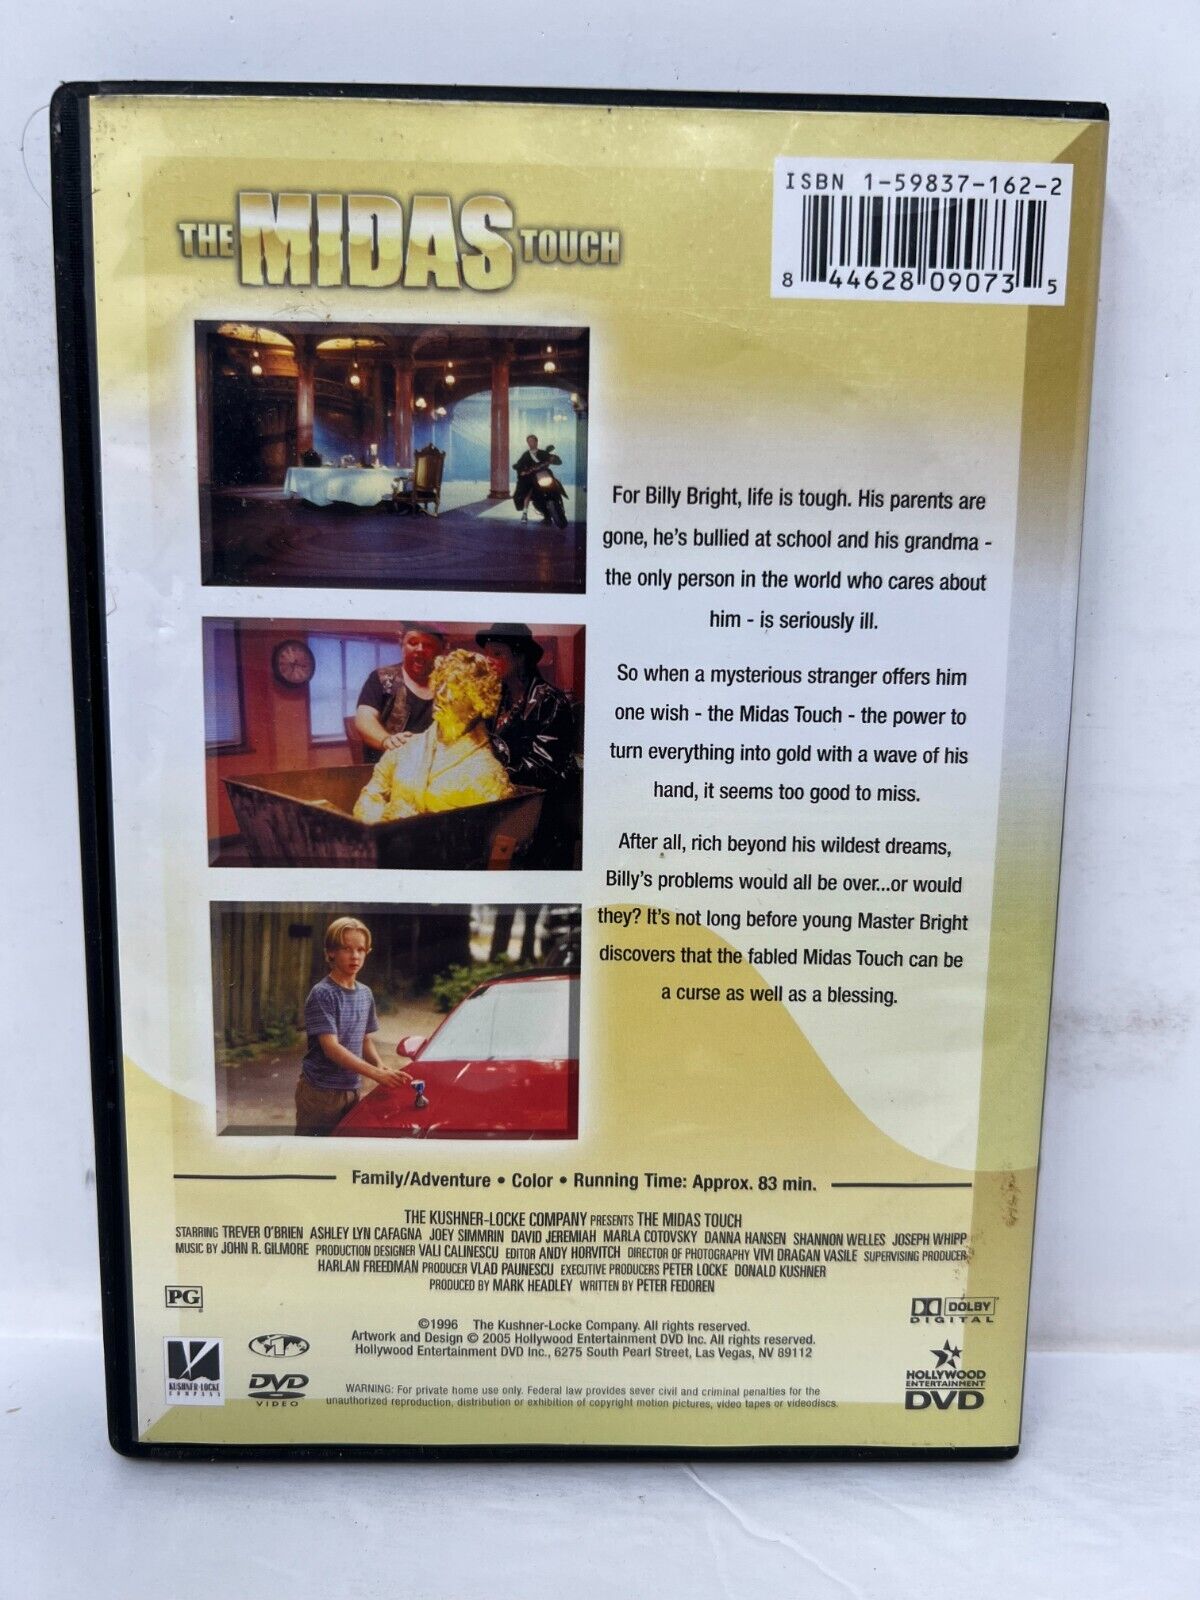 THE MIDAS TOUCH
ISBN 1-59837-162-2
8 44628 09073 5
For Billy Bright, life is tough. His parents are
gone, he's bullied at school and his grandma -
the only person in the world who cares about
him - is seriously ill.
So when a mysterious stranger offers him
one wish - the Midas Touch - the power to
turn everything into gold with a wave of his
hand, it seems too good to miss.
After all, rich beyond his wildest dreams,
Billy's problems would all be over...or would
they? It's not long before young Master Bright
discovers that the fabled Midas Touch can be
a curse as well as a blessing.
Family/Adventure • Color • Running Time: Approx. 83 min.
THE KUSHNER-LOCKE COMPANY PRESENTS THE MIDAS TOUCH
STARRING TREVER O'BRIEN ASHLEY LYN CAFAGNA JOEY SIMMRIN DAVID JEREMIAH MARLA COTOVSKY DANNA HANSEN SHANNON WELLES JOSEPH WHIPP
MUSIC BY JOHN R. GILMORE PRODUCTION DESIGNER VALI CALINESCU EDITOR ANDY HORVITCH DIRECTOR OF PHOTOGRAPHY VIVI DRAGAN VASILE SUPERVISING PRODUCER
HARLAN FREEDMAN PRODUCER VLAD PAUNESCU EXECUTIVE PRODUCERS PETER LOCKE DONALD KUSHNER
PRODUCED BY MARK HEADLEY WRITTEN BY PETER FEDOREN
PG
©1996 The Kushner-Locke Company. All rights reserved.
Artwork and Design © 2005 Hollywood Entertainment DVD Inc. All rights reserved.
Hollywood Entertainment DVD Inc., 6275 South Pearl Street, Las Vegas, NV 89112
WARNING: For private home use only. Federal law provides sever civil and criminal penalties for the
unauthorized reproduction, distribution or exhibition of copyright motion pictures, video tapes or videodiscs.
KUSHNER-LOCKE
COMPANY
1
DVD
VIDEO
DOLBY
DIGITAL
HOLLYWOOD
ENTERTAINMENT
DVD